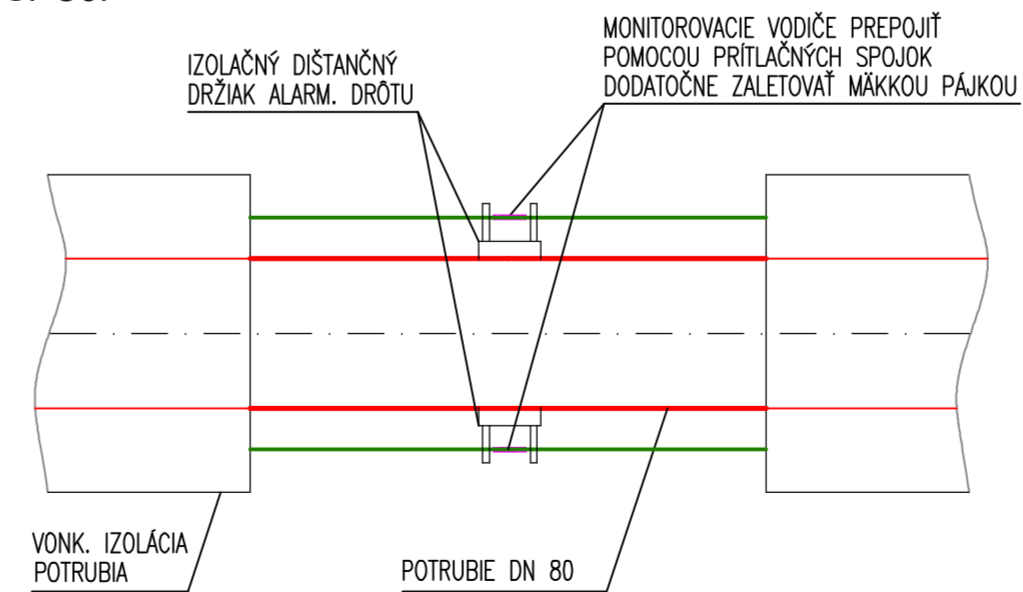 MONITOROVACIE VODIČE PREPOJIŤ
POMOCOU PRÍTLAČNÝCH SPOJOK
DODATOČNE ZALETOVAŤ MÄKKOU PÁJKOU
IZOLAČNÝ DIŠTANČNÝ
DRŽIAK ALARM. DRÔTU
VONK. IZOLÁCIA
POTRUBIA
POTRUBIE DN 80